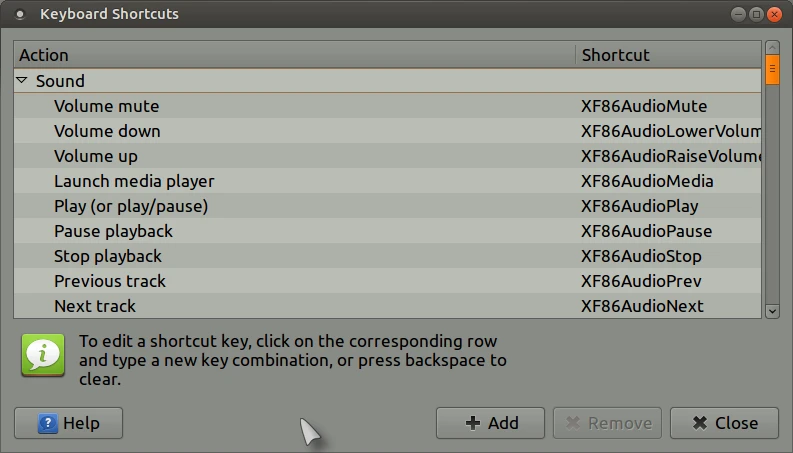 Keyboard Shortcuts
Action Shortcut
Sound
Volume mute XF86AudioMute
Volume down XF86AudioLowerVolum
Volume up XF86AudioRaiseVolume
Launch media player XF86AudioMedia
Play (or play/pause) XF86AudioPlay
Pause playback XF86AudioPause
Stop playback XF86AudioStop
Previous track XF86AudioPrev
Next track XF86AudioNext
To edit a shortcut key, click on the corresponding row
and type a new key combination, or press backspace to
clear.
Help Add Remove Close